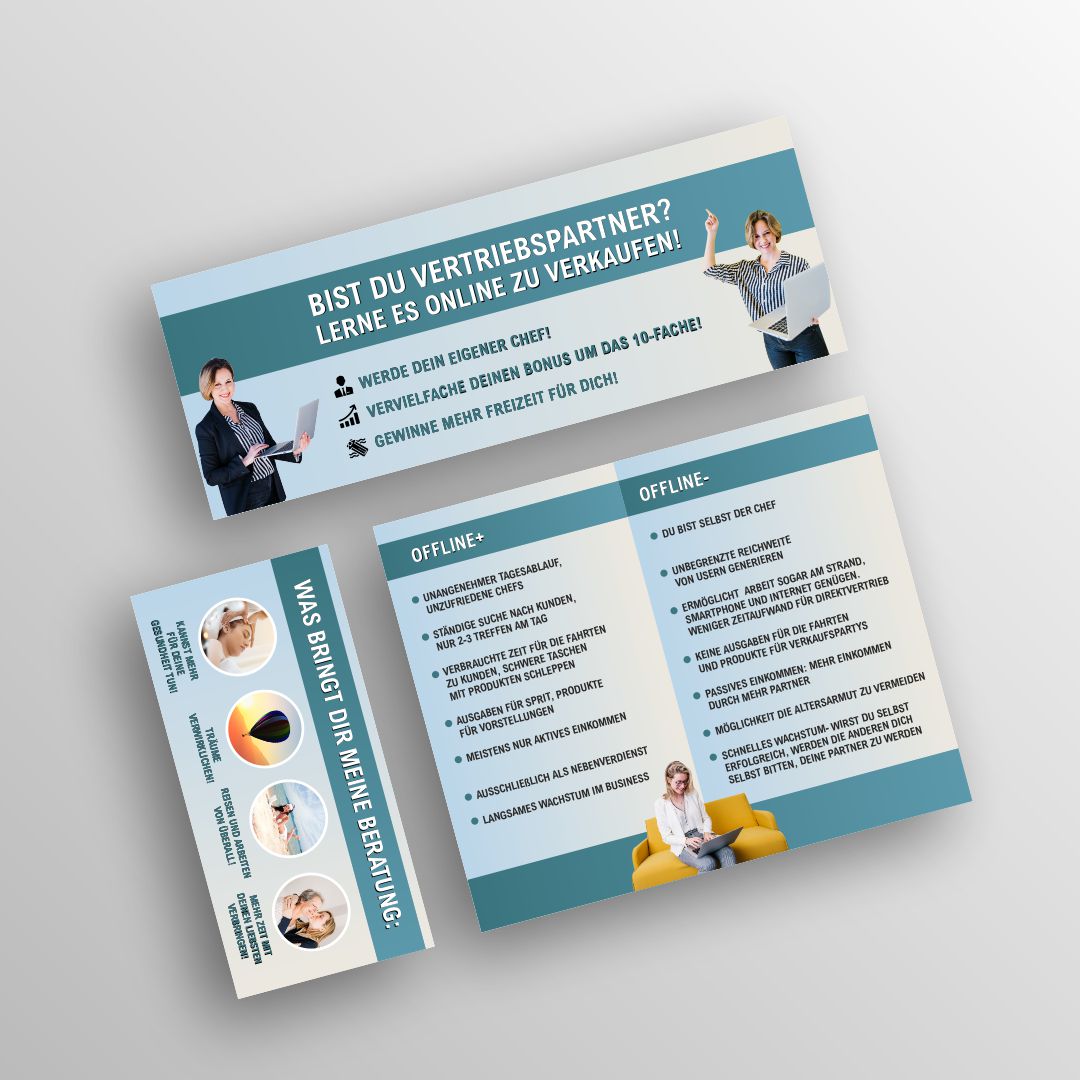 BIST DU VERTRIEBSPARTNER?
LERNE ES ONLINE ZU VERKAUFEN!
WERDE DEIN EIGENER CHEF!
VERVIELFACHE DEINEN BONUS UM DAS 10-FACHE!
GEWINNE MEHR FREIZEIT FÜR DICH!
OFFLINE+
UNANGENEHMER TAGESABLAUF,
UNZUFRIEDENE CHEFS
STÄNDIGE SUCHE NACH KUNDEN,
NUR 2-3 TREFFEN AM TAG
VERBRAUCHTE ZEIT FÜR DIE FAHRTEN
ZU KUNDEN, SCHWERE TASCHEN
MIT PRODUKTEN SCHLEPPEN
AUSGABEN FÜR SPRIT, PRODUKTE
FÜR VORSTELLUNGEN
MEISTENS NUR AKTIVES EINKOMMEN
AUSSCHLIEßLICH ALS NEBENVERDIENST
LANGSAMES WACHSTUM IM BUSINESS
OFFLINE-
DU BIST SELBST DER CHEF
UNBEGRENZTE REICHWEITE
VON USERN GENERIEREN
ERMÖGLICHT ARBEIT SOGAR AM STRAND,
SMARTPHONE UND INTERNET GENÜGEN.
WENIGER ZEITAUFWAND FÜR DIREKTVERTRIEB
KEINE AUSGABEN FÜR DIE FAHRTEN
UND PRODUKTE FÜR VERKAUFSPARTYS
PASSIVES EINKOMMEN: MEHR EINKOMMEN
DURCH MEHR PARTNER
MÖGLICHKEIT DIE ALTERSARMUT ZU VERMEIDEN
SCHNELLES WACHSTUM- WIRST DU SELBST
ERFOLGREICH, WERDEN DIE ANDEREN DICH
SELBST BITTEN, DEINE PARTNER ZU WERDEN
WAS BRINGT DIR MEINE BERATUNG:
KANNST MEHR
FÜR DEINE
GESUNDHEIT TUN!
TRÄUME
VERWIRKLICHEN!
REISEN UND ARBEITEN
VON ÜBERALL!
MEHR ZEIT MIT
DEINEN LIEBSTEN
VERBRINGEN!